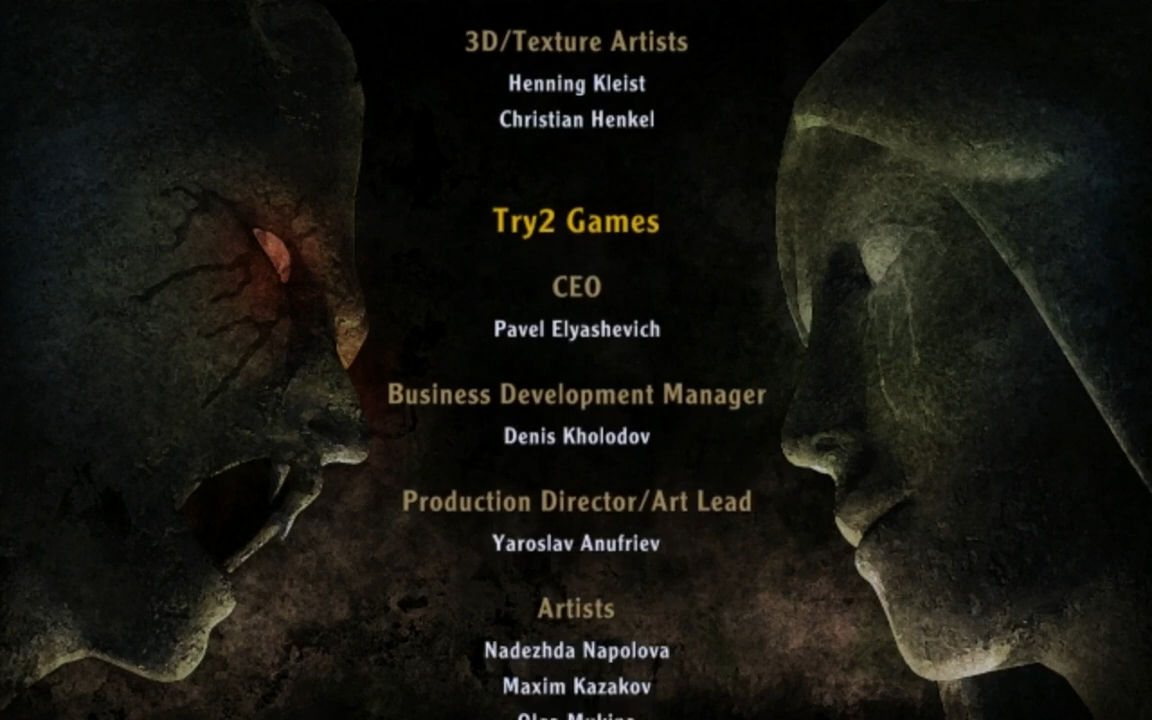 3D/Texture Artists
Henning Kleist
Christian Henkel
Try2 Games
CEO
Pavel Elyashevich
Business Development Manager
Denis Kholodov
Production Director/Art Lead
Yaroslav Anufriev
Artists
Nadezhda Napolova
Maxim Kazakov